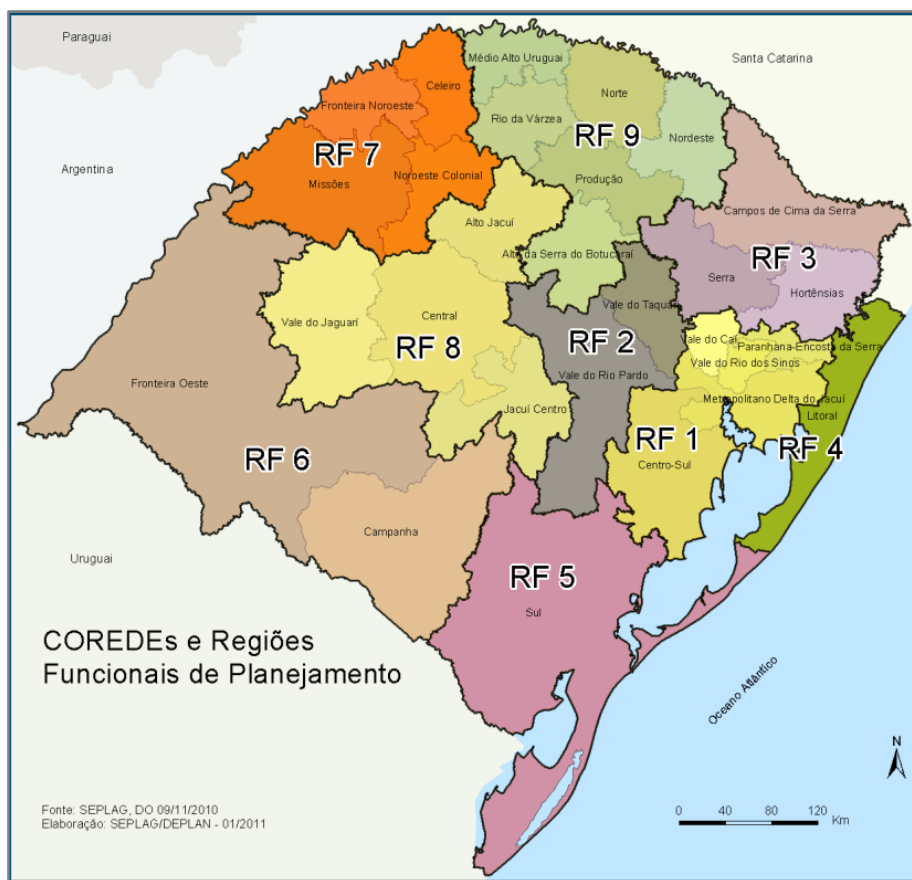 Paraguai
Santa Catarina
Argentina
Uruguai
Médio Alto Uruguai
Celeiro
Norte
Fronteira Noroeste
Rio da Várzea
RF 9
Nordeste
RF 7
Missões
Noroeste Colonial
Produção
Alto Jacuí
Campos de Cima da Serra
Alto da Serra do Botucaraí
RF 3
Serra
Hortênsias
Vale do Taquari
Vale do Jaguarí
Central
RF 8
RF 2
Vale do Caí
Paranhana-Encosta da Serra
Vale do Rio dos Sinos
Vale do Rio Pardo
Fronteira Oeste
Metropolitano Delta do Jacuí
Jacuí Centro
Litoral
RF 1
RF 4
RF 6
Centro-Sul
Campanha
RF 5
Sul
COREDEs e Regiões
Funcionais de Planejamento
Oceano Atlântico
N
Fonte: SEPLAG, DO 09/11/2010
Elaboração: SEPLAG/DEPLAN - 01/2011
0 40 80 120
Km